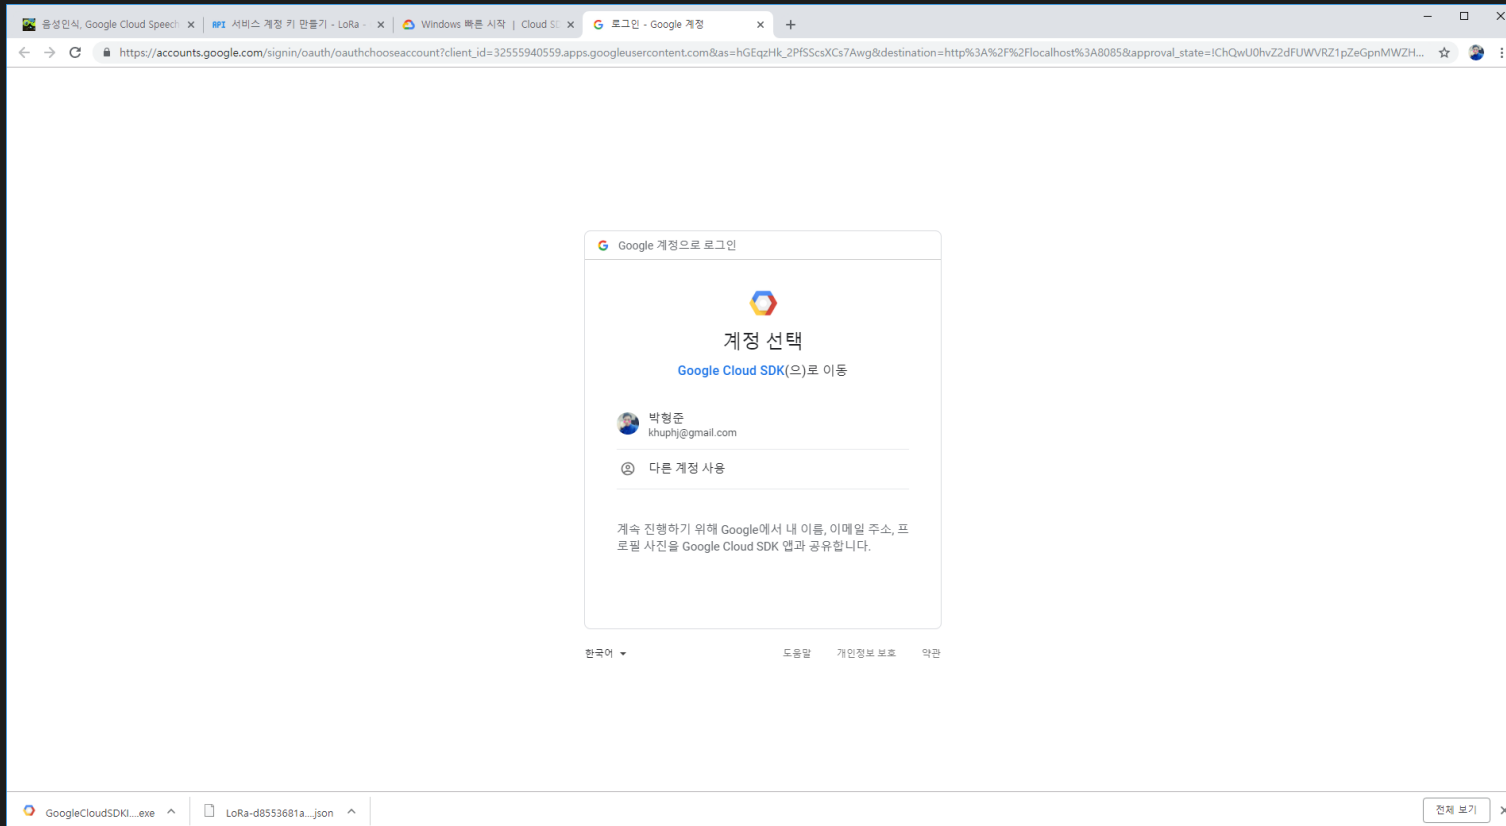 음성인식, Google Cloud Speech
API 서비스 계정 키 만들기 - LoRa -
Windows 빠른 시작 | Cloud S
로그인 - Google 계정
https://accounts.google.com/signin/oauth/oauthchooseaccount?client_id=32555940559.apps.googleusercontent.com&as=hGEqzHk_2PfSScsXCs7Awg&destination=http%3A%2F%2Flocalhost%3A8085&approval_state=!ChQwU0hvZ2dFUWVRZ1pZeGpnMWZH...
Google 계정으로 로그인
계정 선택
Google Cloud SDK(으)로 이동
박형준
khuphj@gmail.com
다른 계정 사용
계속 진행하기 위해 Google에서 내 이름, 이메일 주소, 프
로필 사진을 Google Cloud SDK 앱과 공유합니다.
한국어
도움말
개인정보 보호
약관
GoogleCloudSDKI....exe
LoRa-d8553681a....json
전체 보기